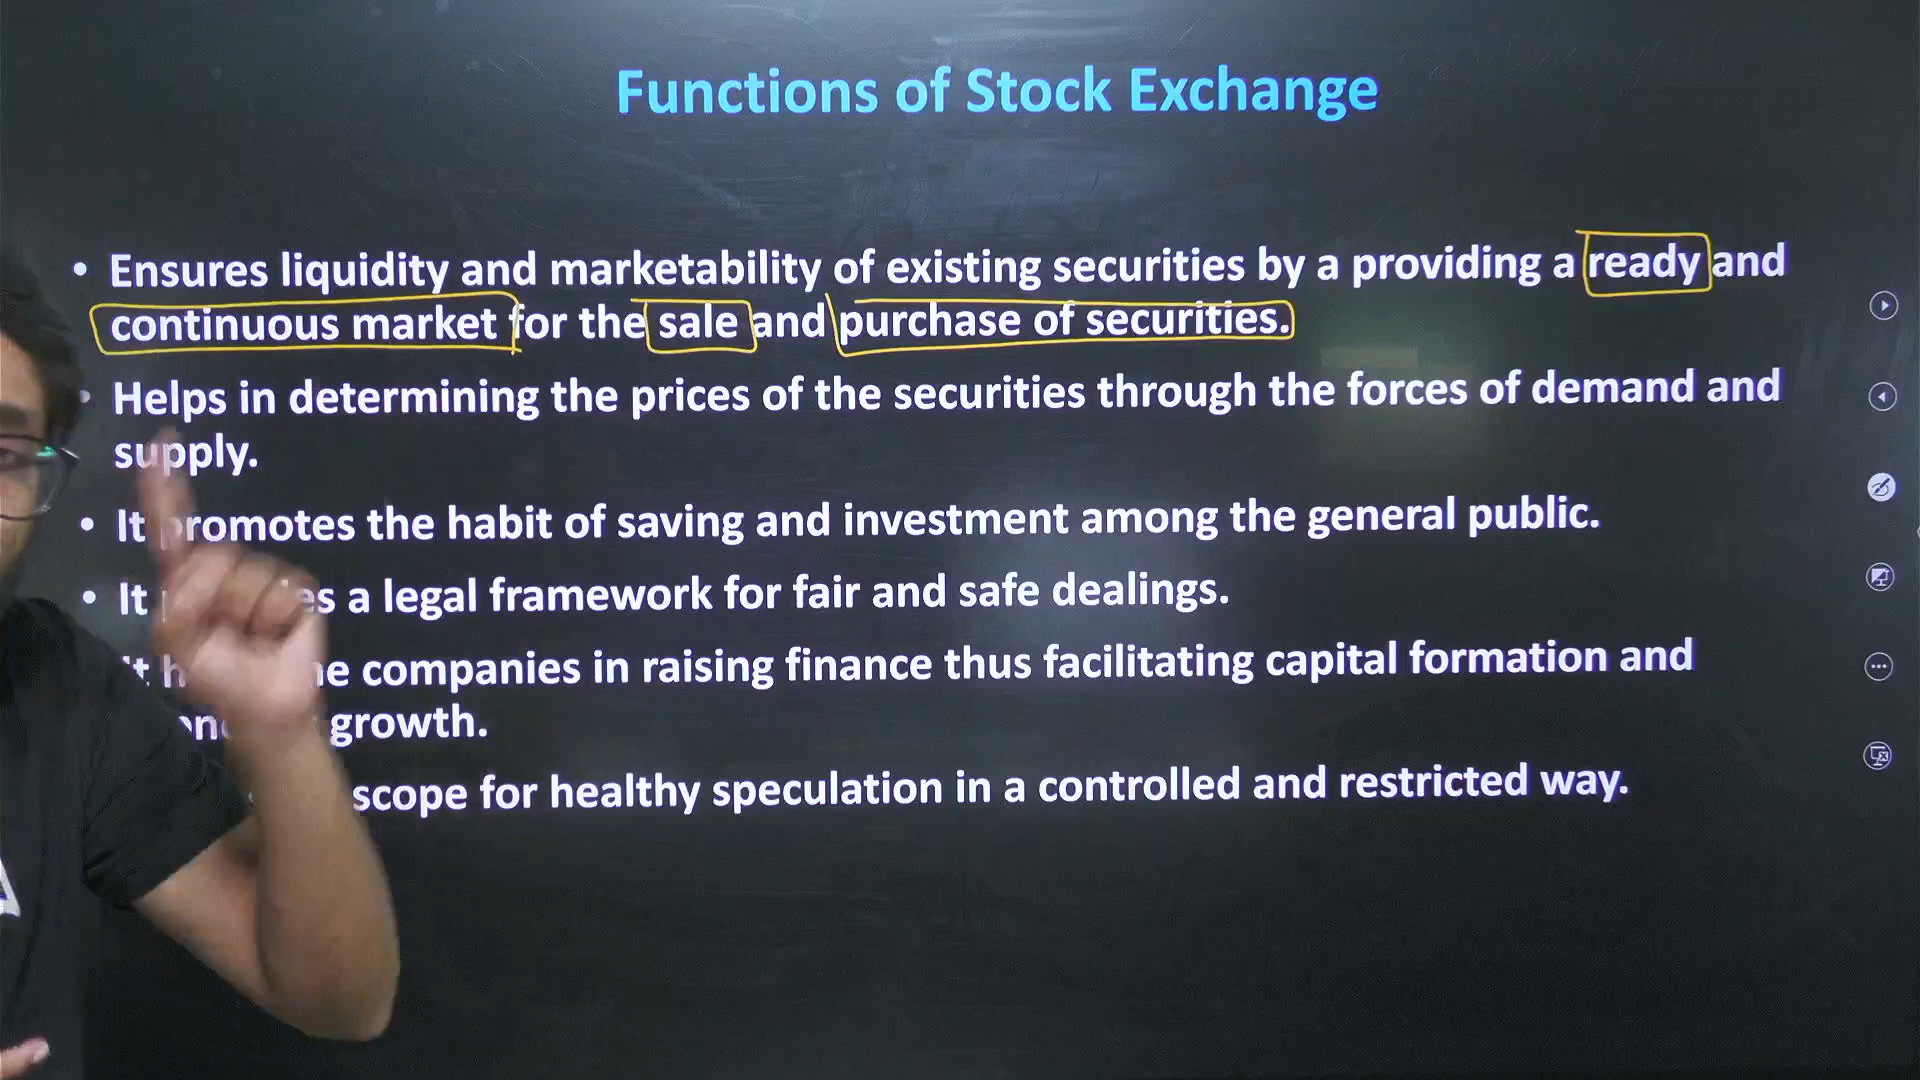 Functions of Stock Exchange
• Ensures liquidity and marketability of existing securities by a providing a ready and
continuous market for the sale and purchase of securities.
• Helps in determining the prices of the securities through the forces of demand and
supply.
• It promotes the habit of saving and investment among the general public.
• It a legal framework for fair and safe dealings.
companies in raising finance thus facilitating capital formation and
growth.
scope for healthy speculation in a controlled and restricted way.